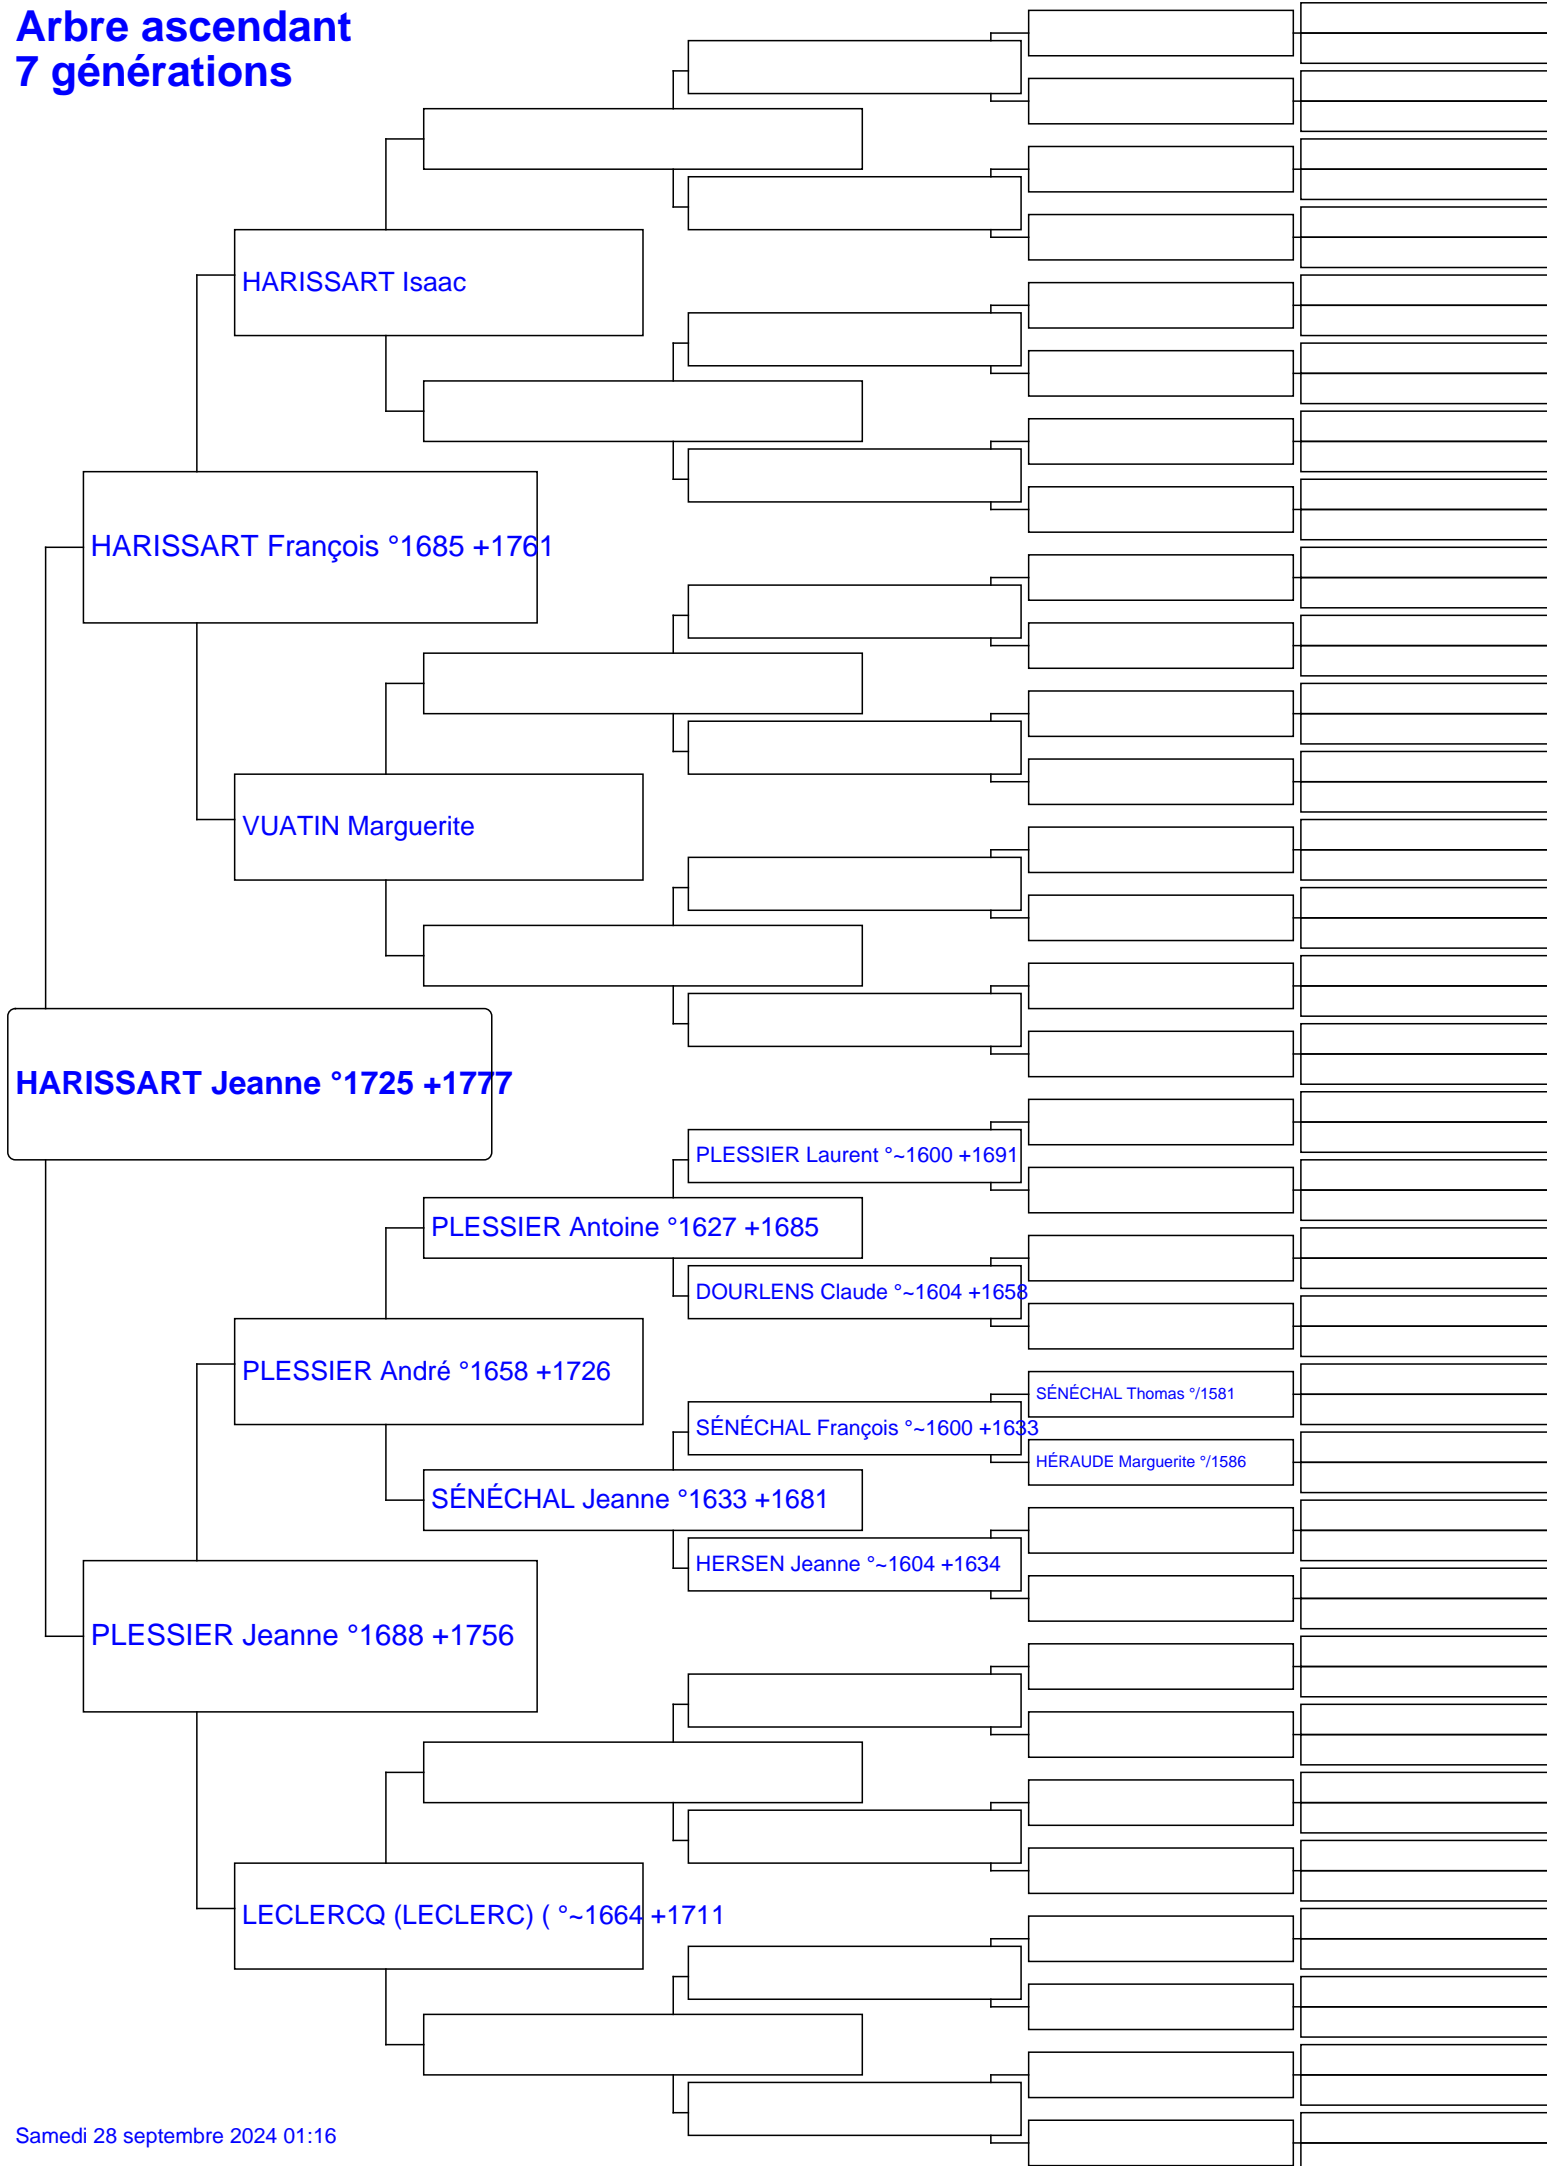 Arbre ascendant
7 générations
HARISSART Isaac
HARISSART François °1685 +1761
VUATIN Marguerite
HARISSART Jeanne °1725 +1777
PLESSIER Laurent °~1600 +1691
PLESSIER Antoine °1627 +1685
DOURLENS Claude °~1604 +1658
PLESSIER André °1658 +1726
SÉNÉCHAL Thomas °/1581
SÉNÉCHAL François °~1600 +1633
HÉRAUDE Marguerite °/1586
SÉNÉCHAL Jeanne °1633 +1681
HERSEN Jeanne °~1604 +1634
PLESSIER Jeanne °1688 +1756
LECLERCQ (LECLERC) ( °~1664 +1711
Samedi 28 septembre 2024 01:16